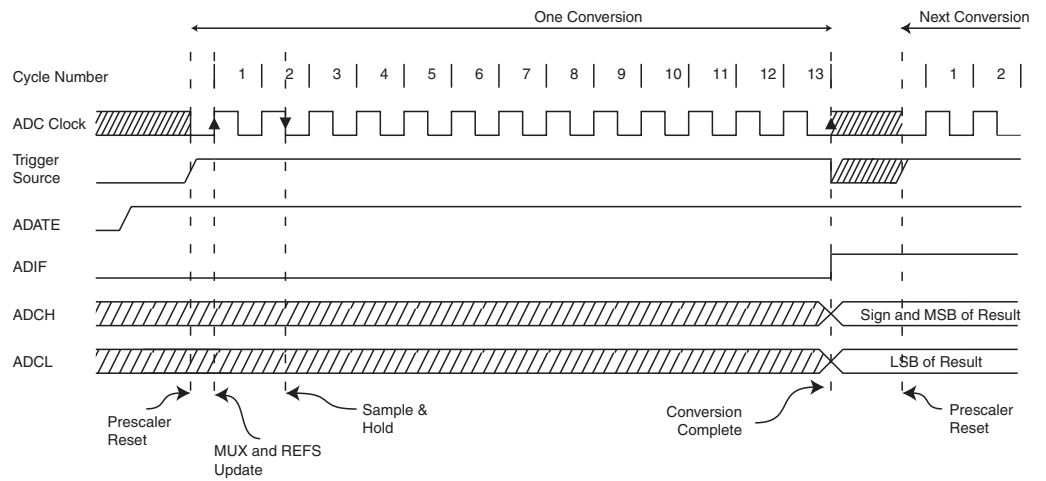 One Conversion
Next Conversion
Cycle Number
1 2 3 4 5 6 7 8 9 10 11 12 13 1 2
ADC Clock
Trigger
Source
ADATE
ADIF
ADCH
Sign and MSB of Result
ADCL
LSB of Result
Prescaler
Reset
MUX and REFS
Update
Sample &
Hold
Conversion
Complete
Prescaler
Reset